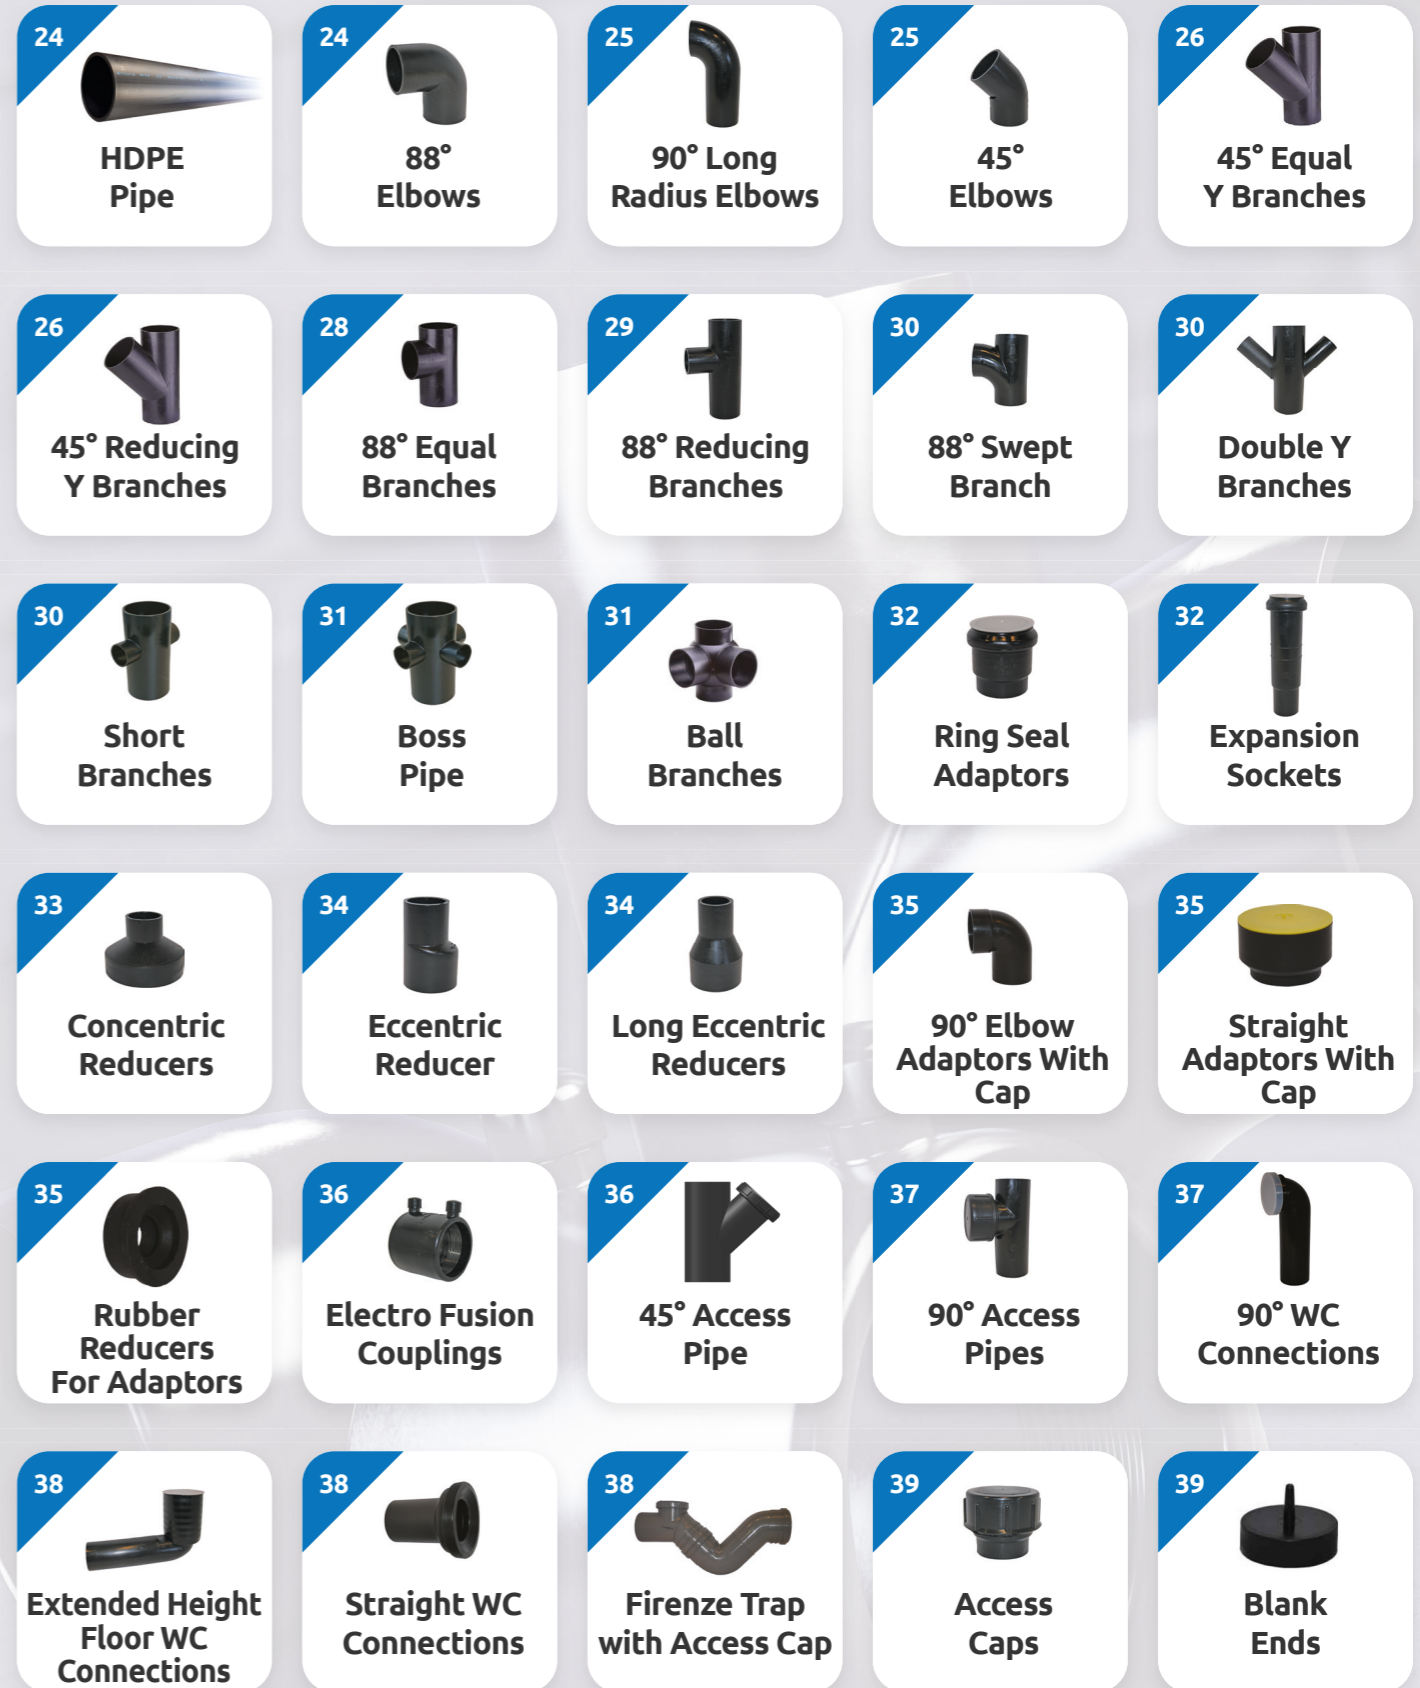 24
HDPE
Pipe
24
88°
Elbows
25
90° Long
Radius Elbows
25
45°
Elbows
26
45° Equal
Y Branches
26
45° Reducing
Y Branches
28
88° Equal
Branches
29
88° Reducing
Branches
30
88° Swept
Branch
30
Double Y
Branches
30
Short
Branches
31
Boss
Pipe
31
Ball
Branches
32
Ring Seal
Adaptors
32
Expansion
Sockets
33
Concentric
Reducers
34
Eccentric
Reducer
34
Long Eccentric
Reducers
35
90° Elbow
Adaptors With
Cap
35
Straight
Adaptors With
Cap
35
Rubber
Reducers
For Adaptors
36
Electro Fusion
Couplings
36
45° Access
Pipe
37
90° Access
Pipes
37
90° WC
Connections
38
Extended Height
Floor WC
Connections
38
Straight WC
Connections
38
Firenze Trap
with Access Cap
39
Access
Caps
39
Blank
Ends